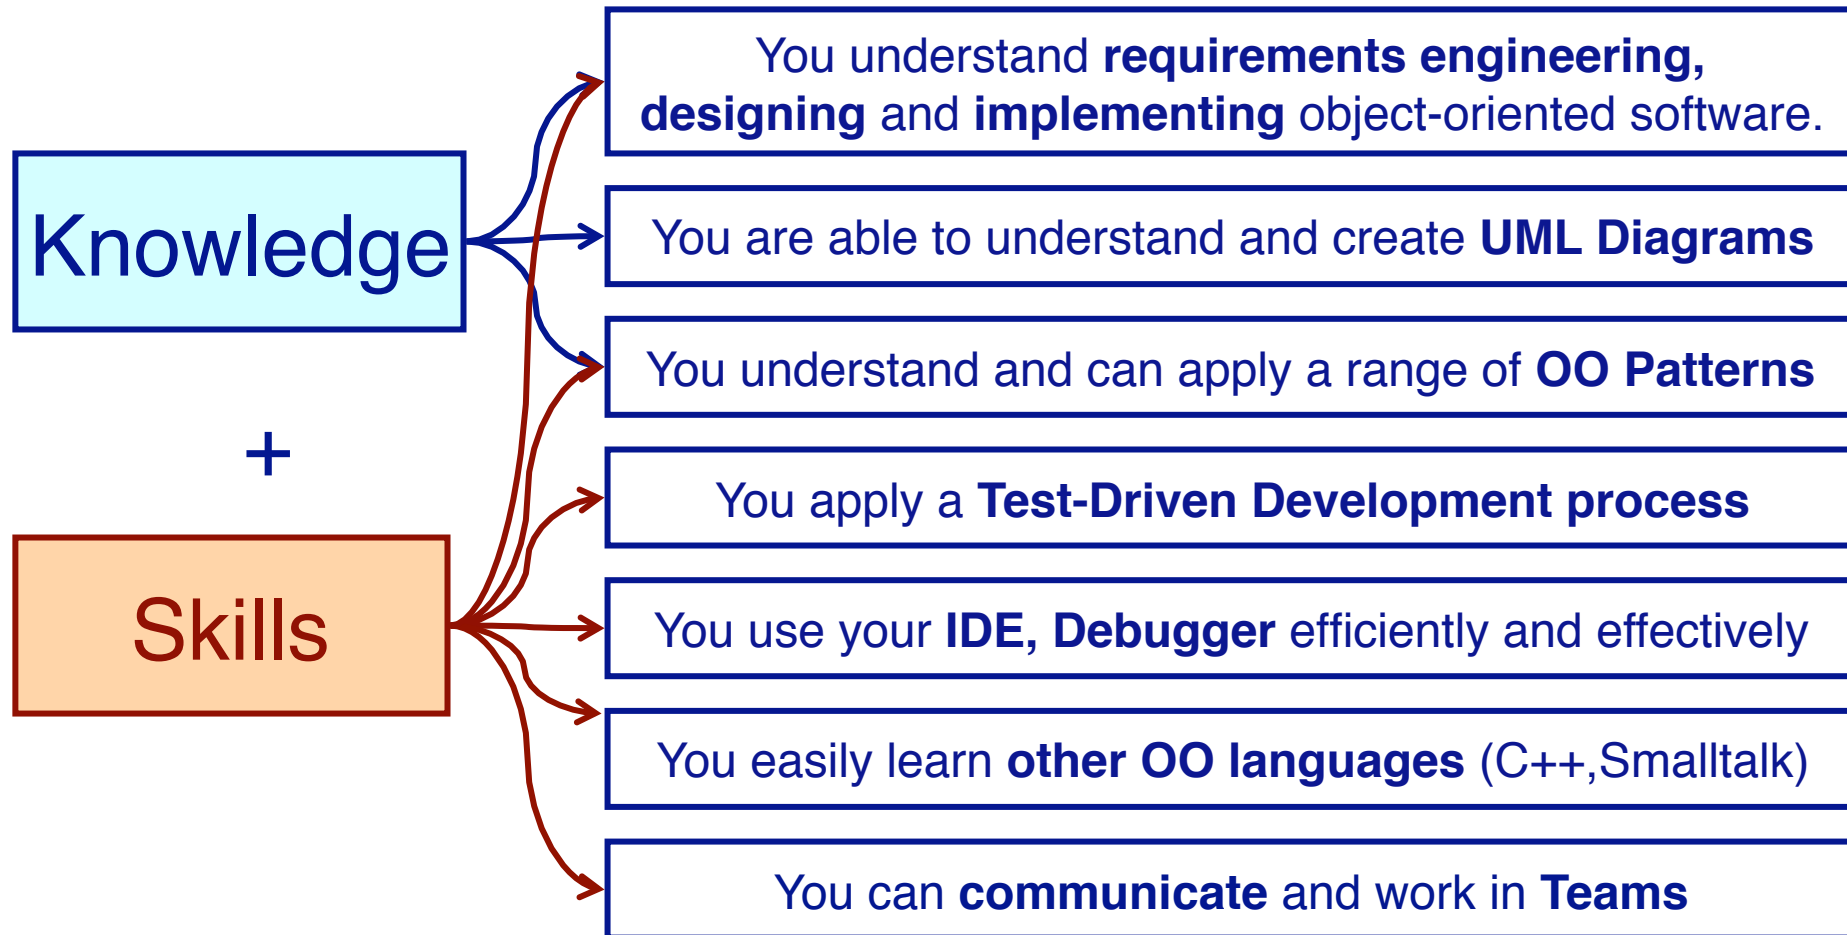 You understand requirements engineering,
designing and implementing object-oriented software.
Knowledge
You are able to understand and create UML Diagrams
You understand and can apply a range of OO Patterns
+
You apply a Test-Driven Development process
Skills
You use your IDE, Debugger efficiently and effectively
You easily learn other OO languages (C++,Smalltalk)
You can communicate and work in Teams